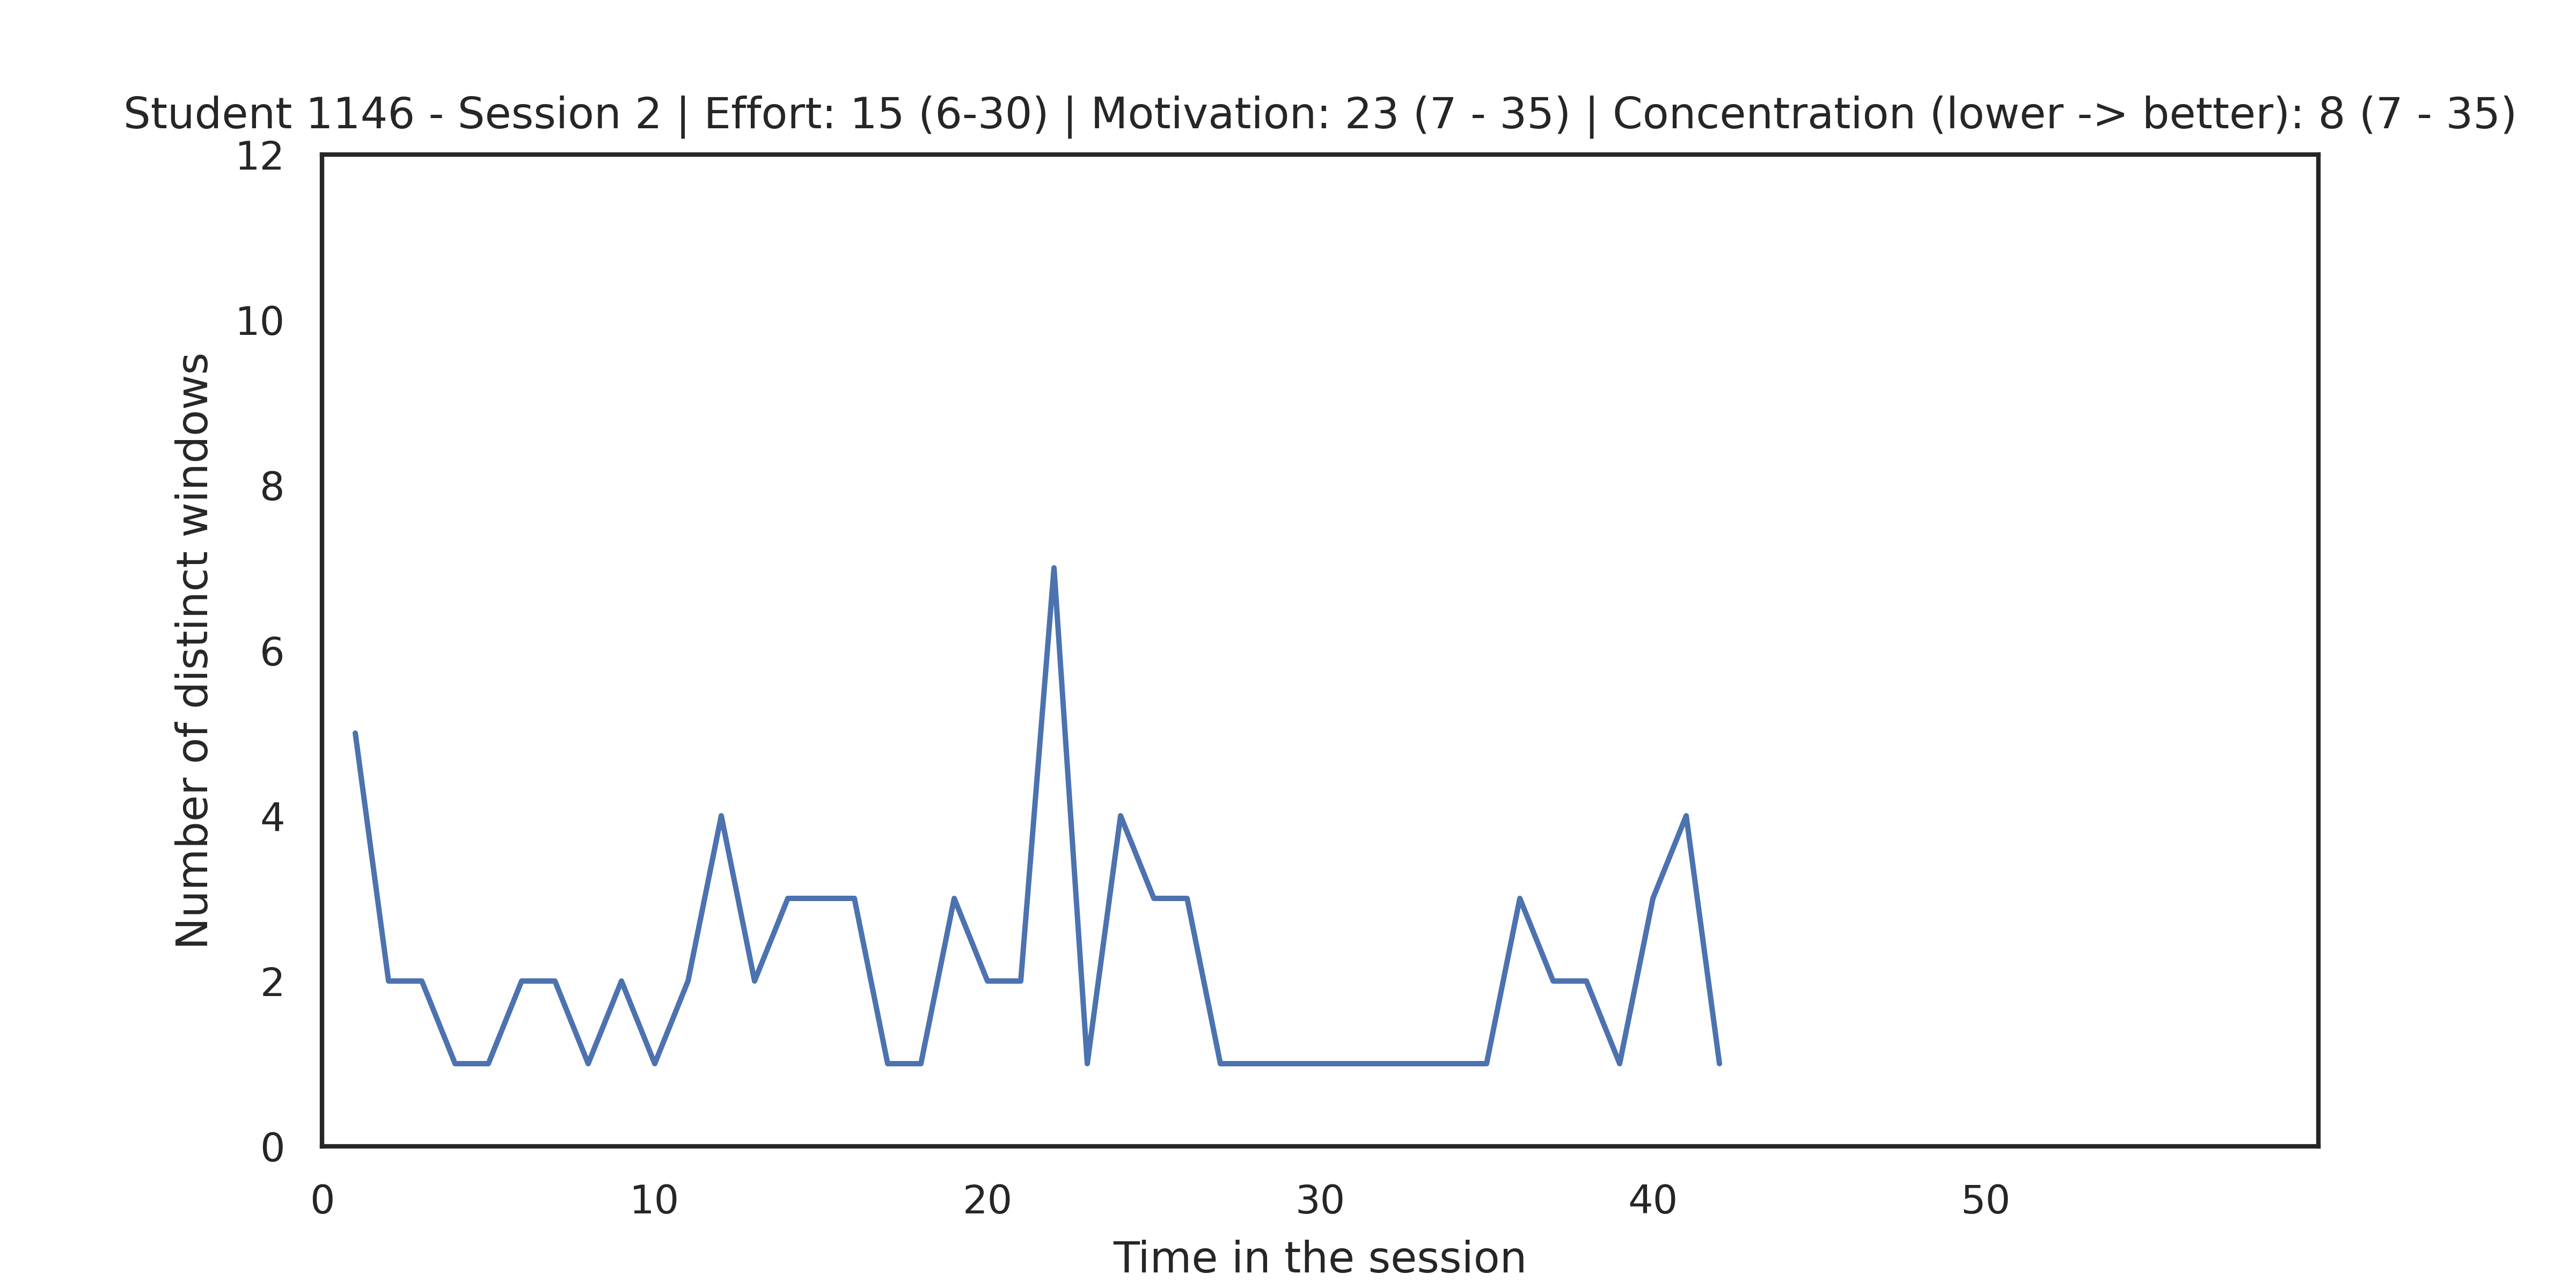 Student 1146 - Session 2 | Effort: 15 (6-30) | Motivation: 23 (7 - 35) | Concentration (lower -> better): 8 (7 - 35)
12
10
8
6
4
2
0
Number of distinct windows
0 10 20 30 40 50
Time in the session